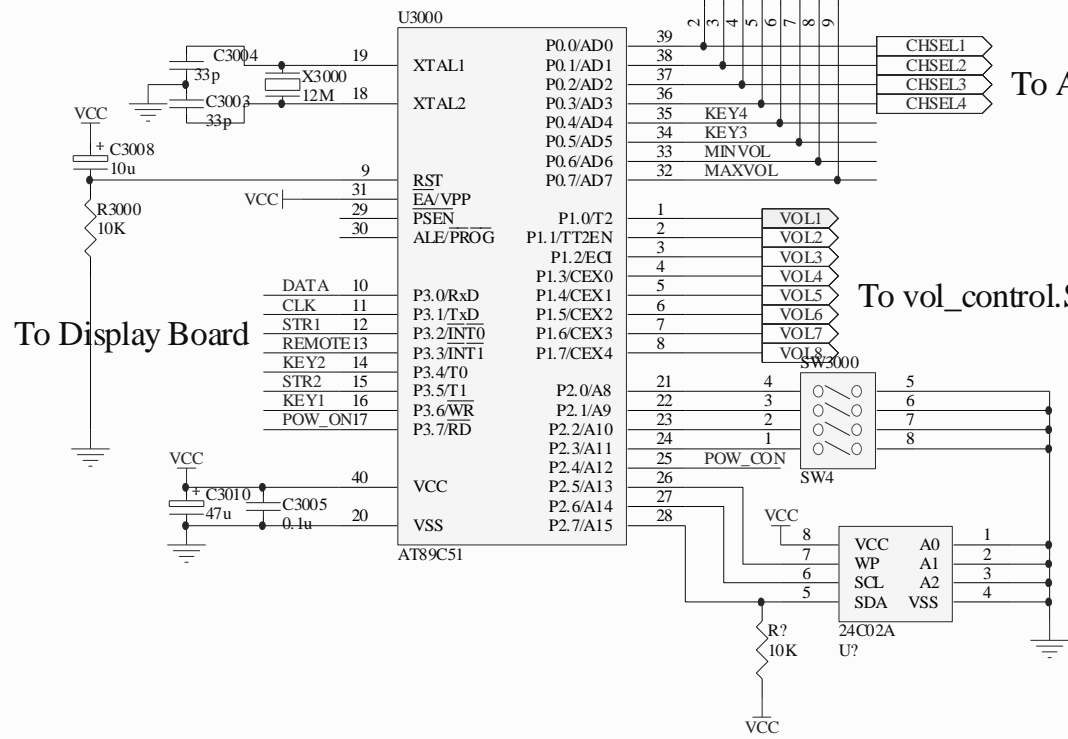 2 3 4 5 6 7 8 9
U3000
19 XTAL1 P0.0/AD0 39 CHSEL1
C3004 33p X3000 12M P0.1/AD1 38 CHSEL2
P0.2/AD2 37 CHSEL3
18 XTAL2 P0.3/AD3 36 CHSEL4
To
C3003 33p P0.4/AD4 35 KEY4
P0.5/AD5 34 KEY3
P0.6/AD6 33 MINVOL
P0.7/AD7 32 MAXVOL
VCC
+ C3008
10u
9 RST
VCC 31 EA/VPP
29 PSEN
30 ALE/PROG
R3000
10K
P1.0/T2 1 VOL1
P1.1/TT2EN 2 VOL2
P1.2/ECI 3 VOL3
P1.3/CEX0 4 VOL4
P1.4/CEX1 5 VOL5
P1.5/CEX2 6 VOL6
P1.6/CEX3 7 VOL7
P1.7/CEX4 8 VOL8
To vol_control.S
To Display Board
DATA 10 P3.0/RxD
CLK 11 P3.1/TxD
STR1 12 P3.2/INT0
REMOTE 13 P3.3/INT1
KEY2 14 P3.4/T0
STR2 15 P3.5/T1
KEY1 16 P3.6/WR
POW_ON 17 P3.7/RD
SW3000
P2.0/A8 21 4 5
P2.1/A9 22 3 6
P2.2/A10 23 2 7
P2.3/A11 24 1 8
P2.4/A12 25 POW_CON
SW4
P2.5/A13 26
P2.6/A14 27
P2.7/A15 28
VCC
40 VCC
+ C3010
47u
C3005
0.1u
20 VSS
AT89C51
VCC
8 VCC A0 1
7 WP A1 2
6 SCL A2 3
5 SDA VSS 4
24C02A
U?
R?
10K
VCC